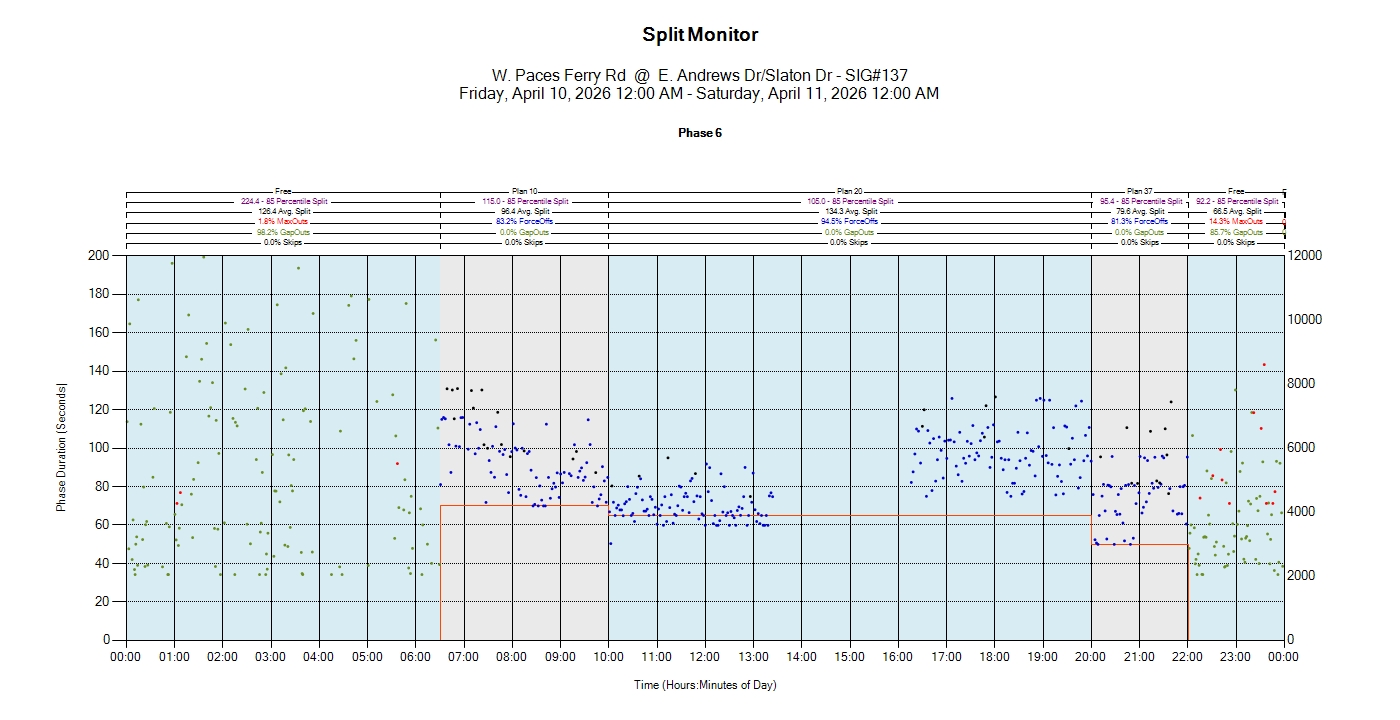 Split Monitor
W. Paces Ferry Rd @ E. Andrews Dr/Slaton Dr - SIG#137
Friday, April 10, 2026 12:00 AM - Saturday, April 11, 2026 12:00 AM
Phase 6
Free Plan 10 Plan 20 Plan 37 Free F
224.4 - 85 Percentile Split 115.0 - 85 Percentile Split 105.0 - 85 Percentile Split 95.4 - 85 Percentile Split 92.2 - 85 Percentile Split
126.4 Avg. Split 96.4 Avg. Split 134.3 Avg. Split 79.6 Avg. Split 66.5 Avg. Split
1.8% MaxOuts 83.2% ForceOffs 94.5% ForceOffs 81.3% ForceOffs 14.3% MaxOuts
98.2% GapOuts 0.0% GapOuts 0.0% GapOuts 0.0% GapOuts 85.7% GapOuts
0.0% Skips 0.0% Skips 0.0% Skips 0.0% Skips 0.0% Skips
200 12000
180
10000
160
140
8000
120
100 6000
80
4000
60
40
2000
20
0 0
Phase Duration (Seconds)
00:00 01:00 02:00 03:00 04:00 05:00 06:00 07:00 08:00 09:00 10:00 11:00 12:00 13:00 14:00 15:00 16:00 17:00 18:00 19:00 20:00 21:00 22:00 23:00 00:00
Time (Hours:Minutes of Day)